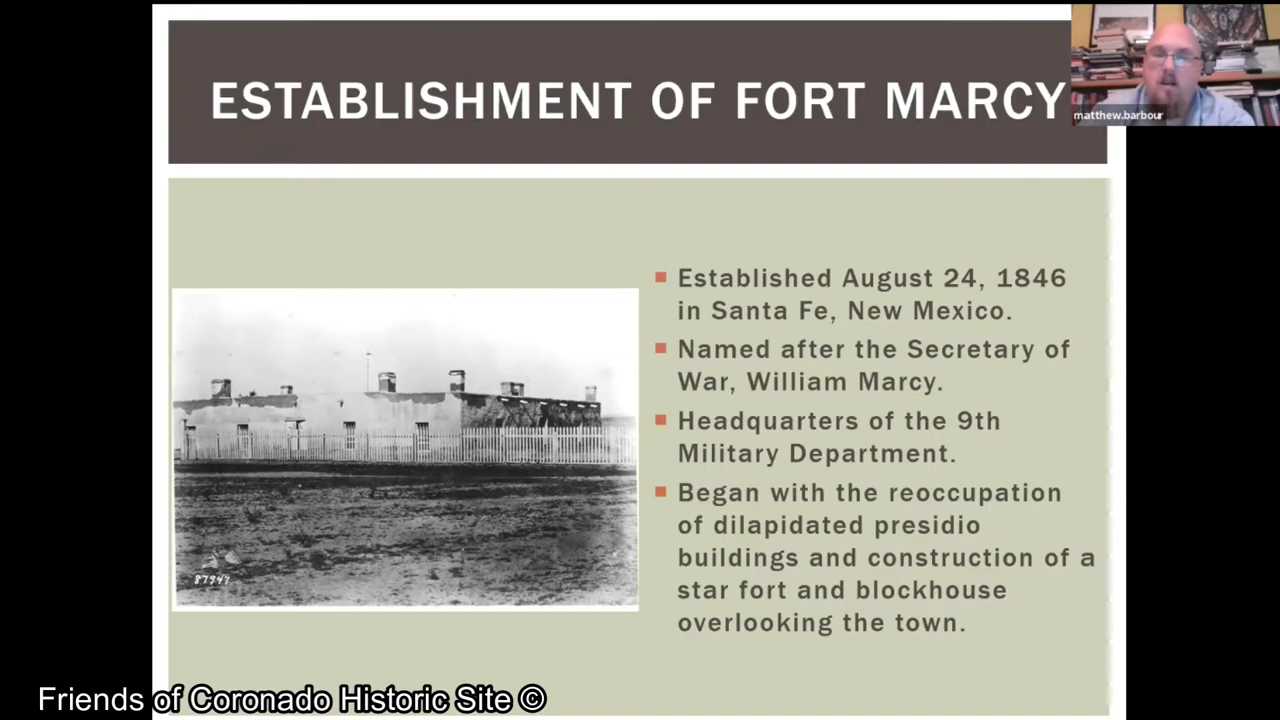 ESTABLISHMENT OF FORT MARCY
matthew.barbour
Established August 24, 1846
in Santa Fe, New Mexico.
Named after the Secretary of
War, William Marcy.
Headquarters of the 9th
Military Department.
Began with the reoccupation
of dilapidated presidio
buildings and construction of a
star fort and blockhouse
overlooking the town.
87947
Friends of Coronado Historic Site ©